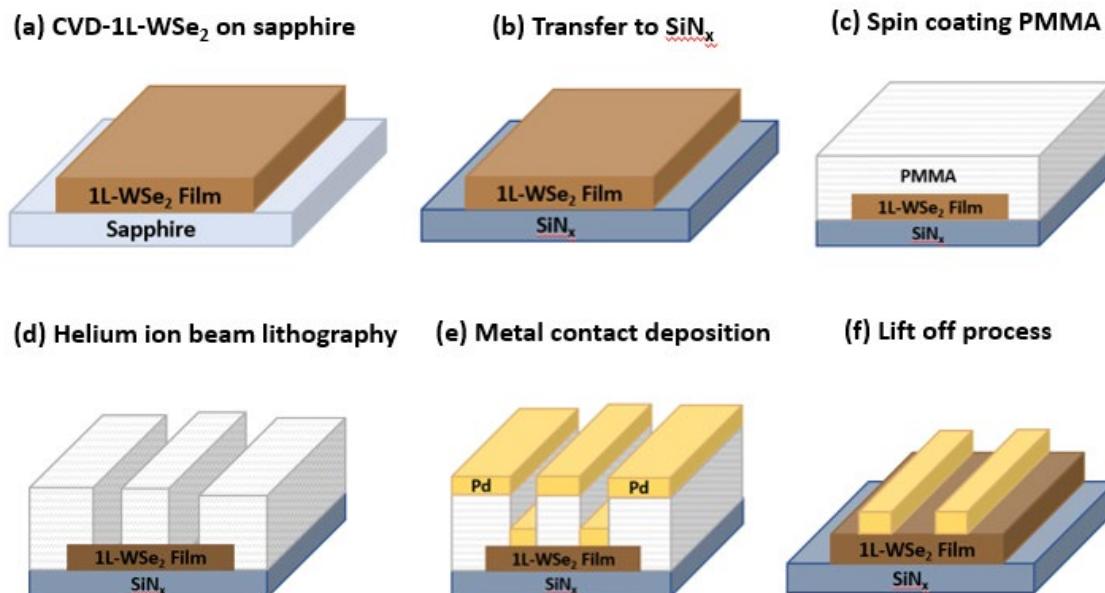 (a) CVD-1L-WSe₂ on sapphire
(b) Transfer to SiNₓ
(c) Spin coating PMMA
1L-WSe₂ Film
Sapphire
1L-WSe₂ Film
SiNₓ
PMMA
1L-WSe₂ Film
SiNₓ
(d) Helium ion beam lithography
(e) Metal contact deposition
(f) Lift off process
1L-WSe₂ Film
SiNₓ
Pd
Pd
1L-WSe₂ Film
SiNₓ
1L-WSe₂ Film
SiNₓ